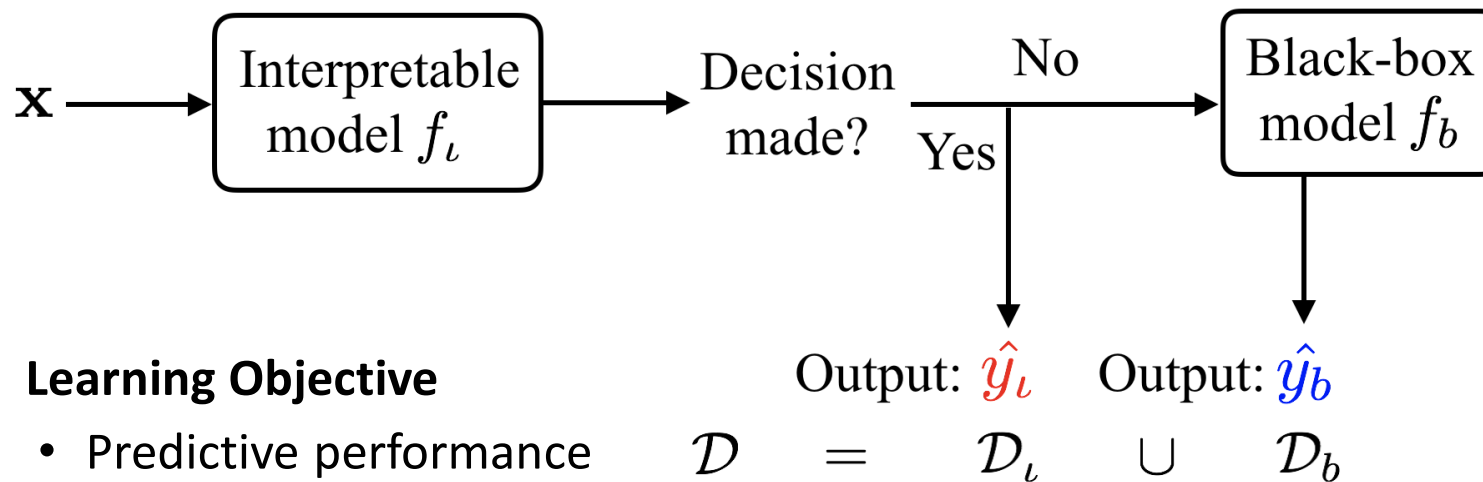 x
Interpretable
model f_ι
Decision
made?
No
Yes
Black-box
model f_b
Output: ŷ_ι
Output: ŷ_b
Learning Objective
• Predictive performance
𝒟 = 𝒟_ι ∪ 𝒟_b